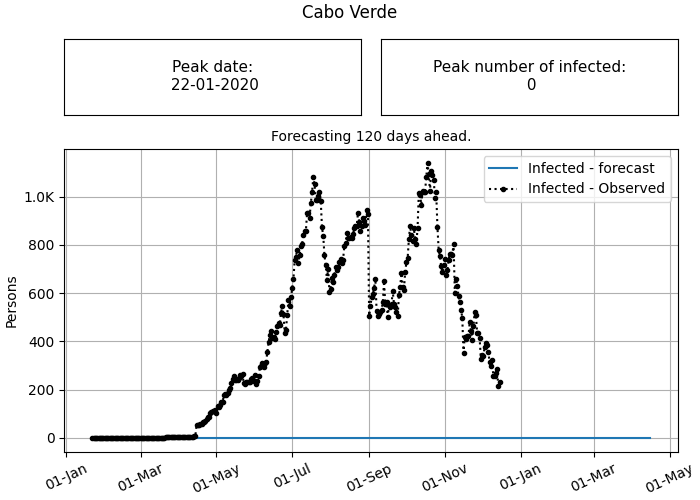 Cabo Verde
Peak date:
22-01-2020
Peak number of infected:
0
Forecasting 120 days ahead.
Infected - forecast
Infected - Observed
1.0K
800
600
400
200
0
Persons
01-Jan
01-Mar
01-May
01-Jul
01-Sep
01-Nov
01-Jan
01-Mar
01-May